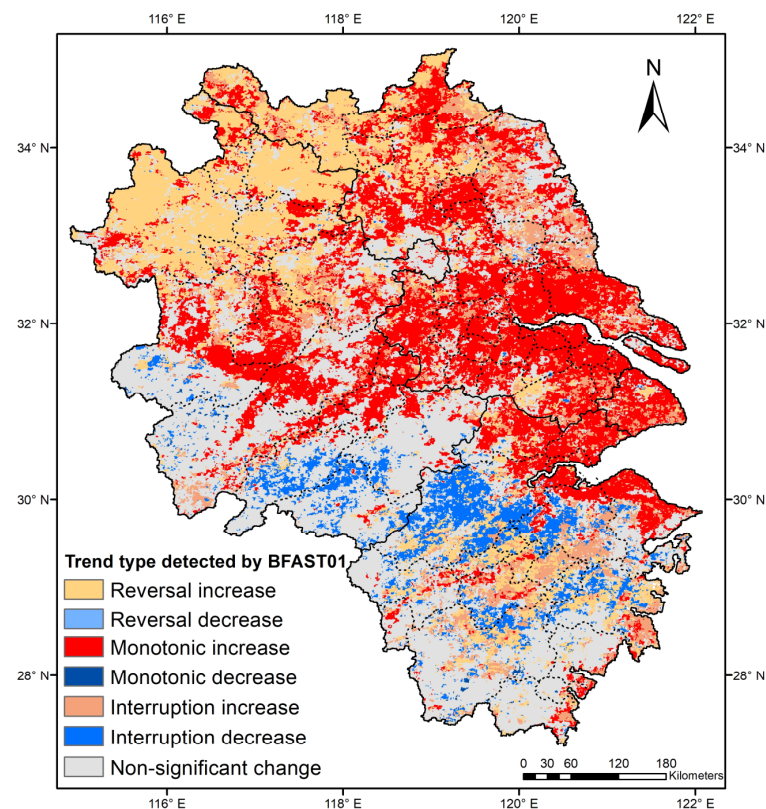 116° E 118° E 120° E 122° E
N
34° N 34° N
32° N 32° N
30° N 30° N
28° N 28° N
Trend type detected by BFAST01
Reversal increase
Reversal decrease
Monotonic increase
Monotonic decrease
Interruption increase
Interruption decrease
Non-significant change
0 30 60 120 180
Kilometers
116° E 118° E 120° E 122° E